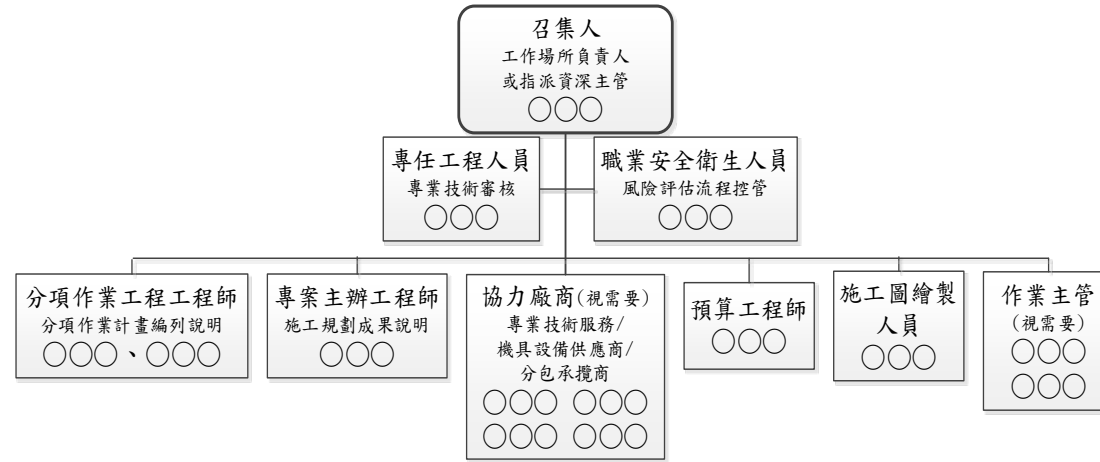 召集人
工作場所負責人
或指派資深主管
○○○
專任工程人員
專業技術審核
○○○
職業安全衛生人員
風險評估流程控管
○○○
分項作業工程工程師
分項作業計畫編列說明
○○○、○○○
專案主辦工程師
施工規劃成果說明
○○○
協力廠商(視需要)
專業技術服務/
機具設備供應商/
分包承攬商
○○○ ○○○
○○○ ○○○
預算工程師
○○○
施工圖繪製
人員
○○○
作業主管
(視需要)
○○○
○○○